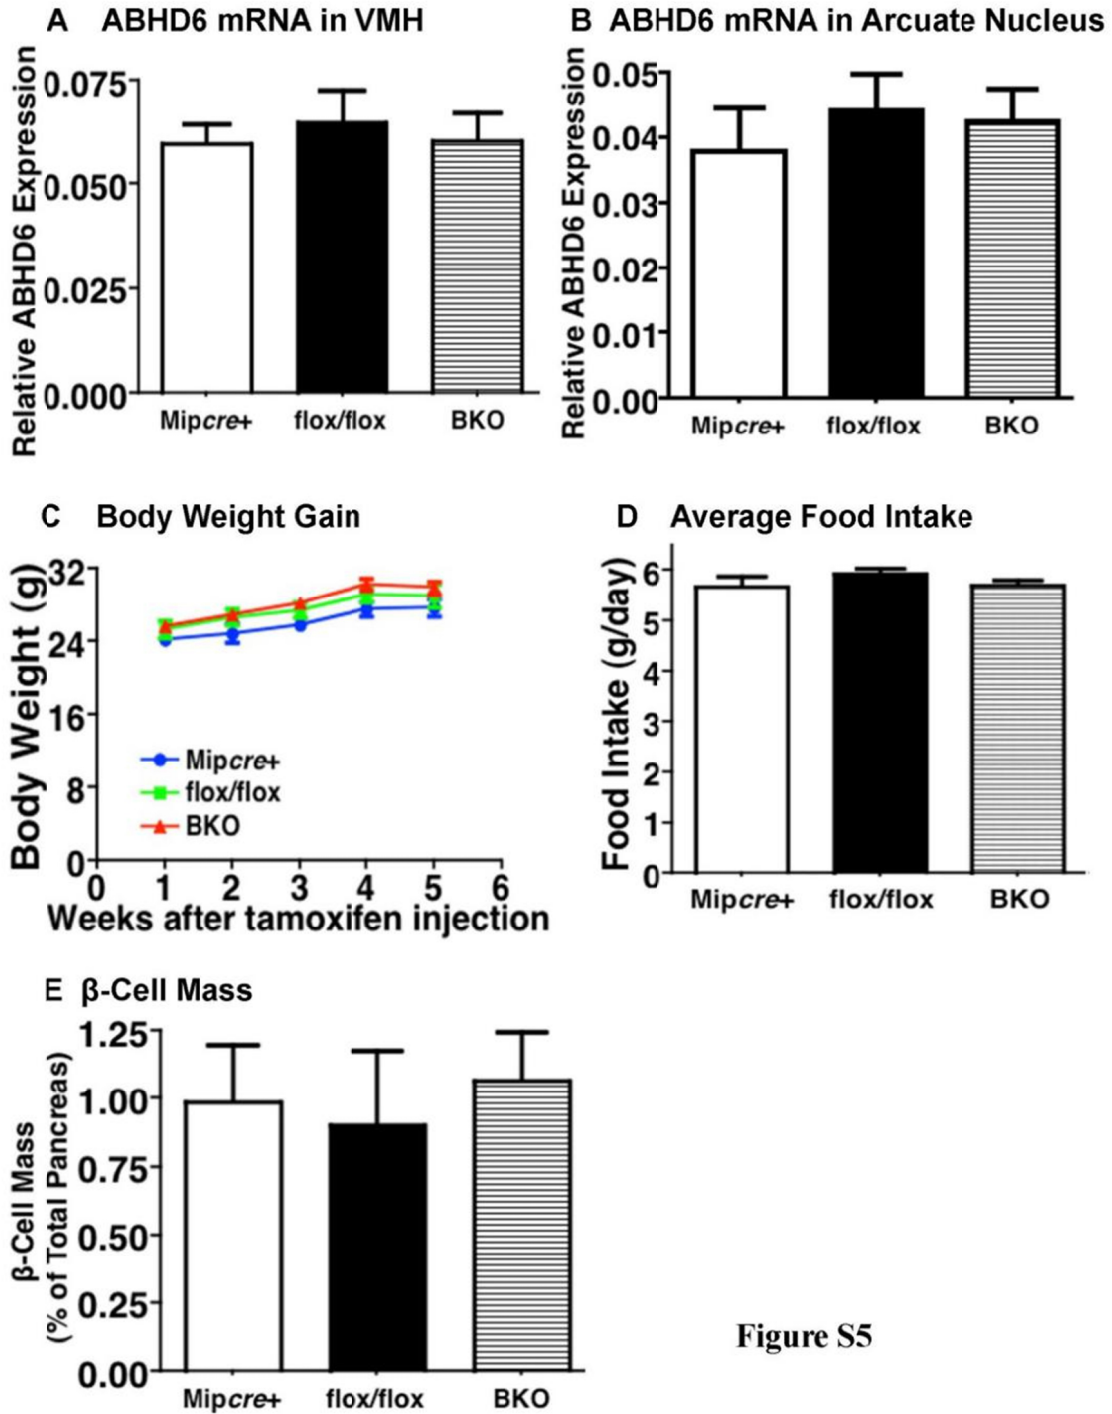 A ABHD6 mRNA in VMH
Relative ABHD6 Expression
0.075
0.050
0.025
0.000
Mipcre+ flox/flox BKO
B ABHD6 mRNA in Arcuate Nucleus
Relative ABHD6 Expression
0.05
0.04
0.03
0.02
0.01
0.00
Mipcre+ flox/flox BKO
C Body Weight Gain
Body Weight (g)
32
24
16
8
0
Mipcre+
flox/flox
BKO
0 1 2 3 4 5 6
Weeks after tamoxifen injection
D Average Food Intake
Food Intake (g/day)
6
5
4
3
2
1
0
Mipcre+ flox/flox BKO
E β-Cell Mass
β-Cell Mass
(% of Total Pancreas)
1.25
1.00
0.75
0.50
0.25
0.00
Mipcre+ flox/flox BKO
Figure S5